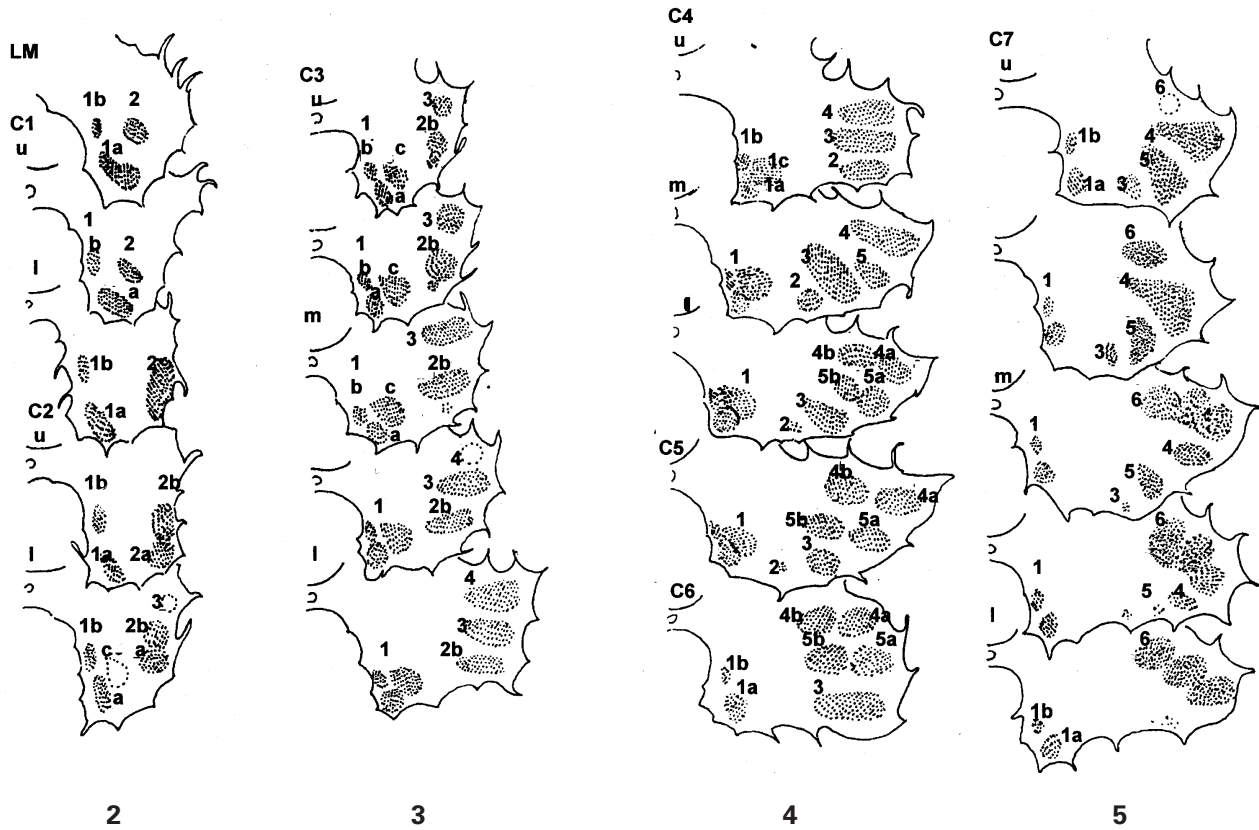 LM
1b 2
C1
u
1a
1
b 2
l
a
1b 2
C2
1a
u
1b 2b
l
1a 2a
3
1b 2b
c a
a
2
C3
u
3
1 2b
b c
a
3
1 2b
b c
a
m
3
1 2b
b c
a
4
3
1 2b
l
4
3
1 2b
3
C4
u
4
1b 3
1c 2
1a
m
4
1 3 5
2
l
4b 4a
1 5b 5a
3
2
C5
4b
4a
1 5b 5a
3
2
C6
4b 4a
5b 5a
1b
1a 3
4
C7
u
6
1b 4
5
1a 3
6
1 4
5
3
m
6
1 4
5
3
6
1 5 4
l
6
1b
1a
5